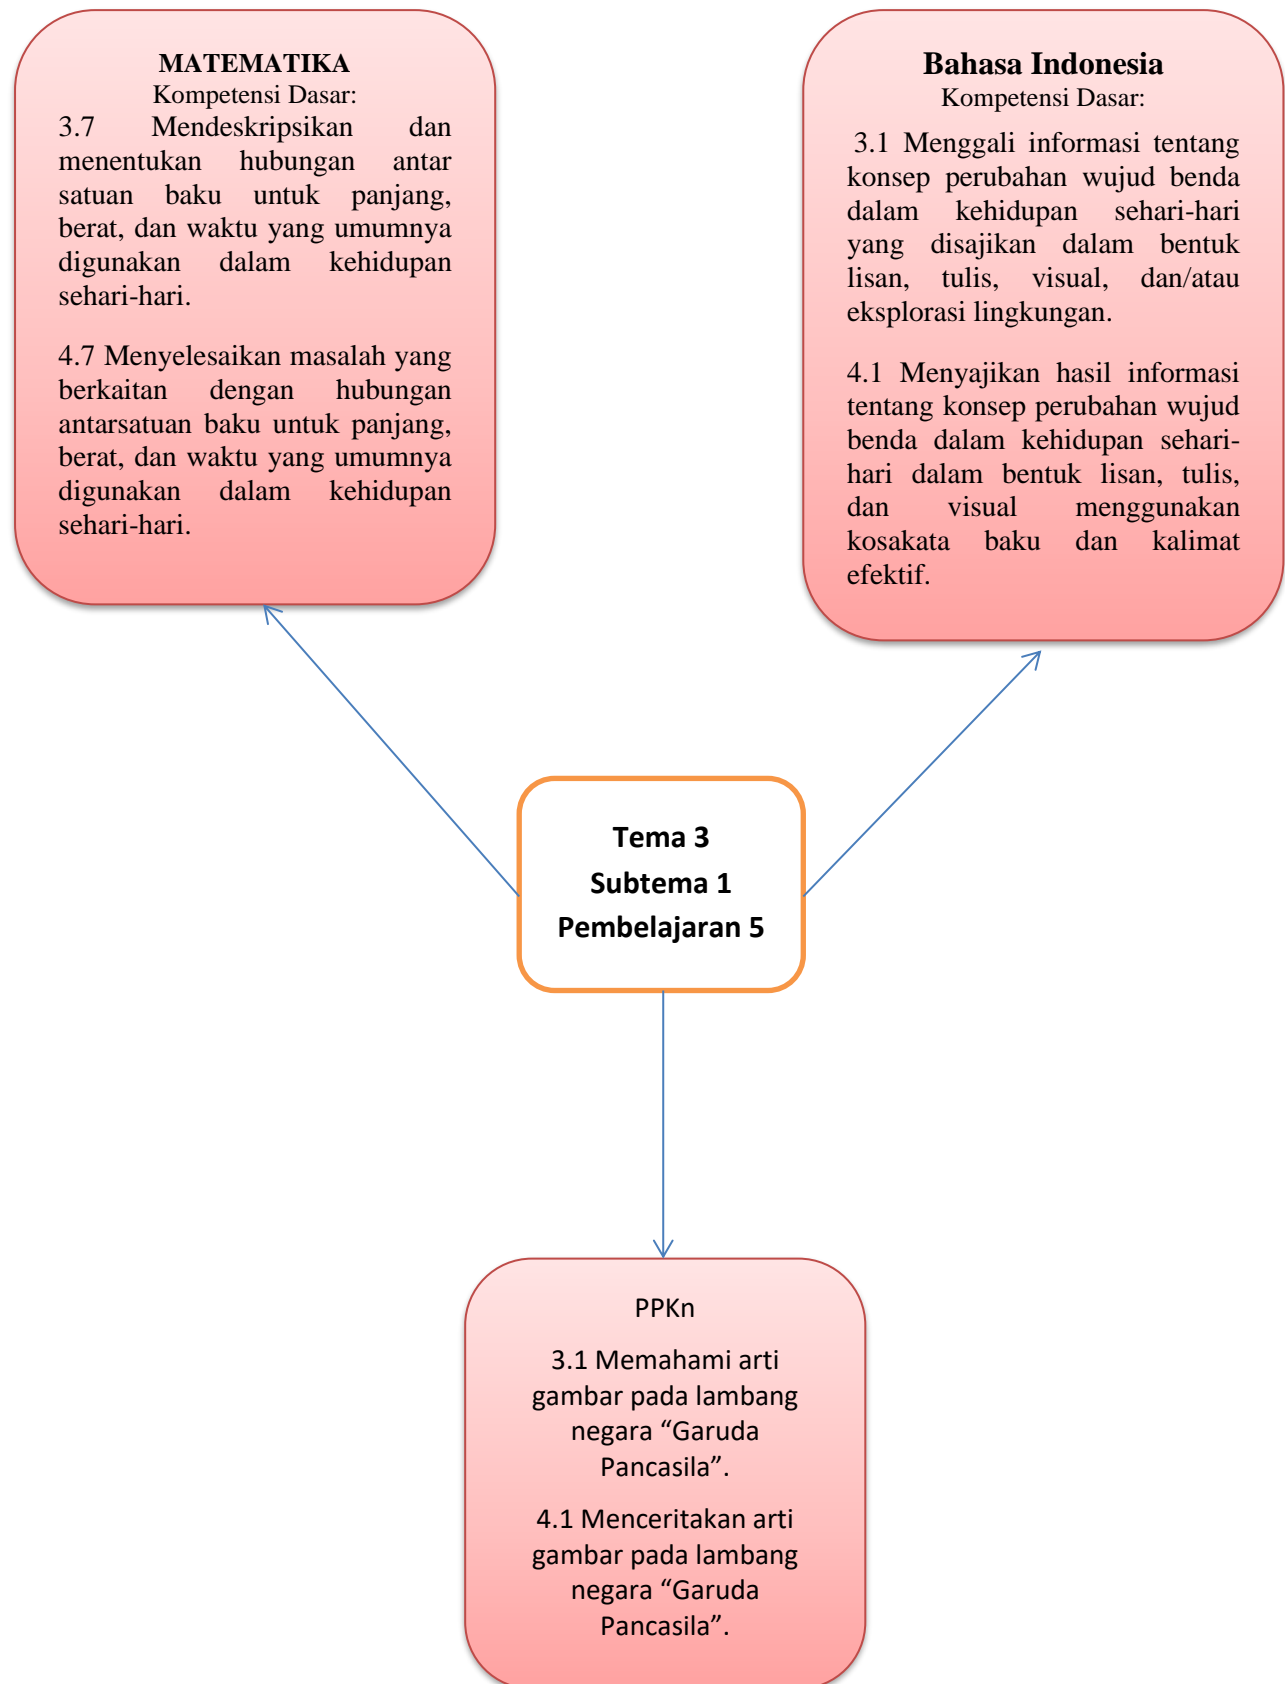 MATEMATIKA
Kompetensi Dasar:
3.7 Mendeskripsikan dan
menentukan hubungan antar
satuan baku untuk panjang,
berat, dan waktu yang umumnya
digunakan dalam kehidupan
sehari-hari.
4.7 Menyelesaikan masalah yang
berkaitan dengan hubungan
antarsatuan baku untuk panjang,
berat, dan waktu yang umumnya
digunakan dalam kehidupan
sehari-hari.
Bahasa Indonesia
Kompetensi Dasar:
3.1 Menggali informasi tentang
konsep perubahan wujud benda
dalam kehidupan sehari-hari
yang disajikan dalam bentuk
lisan, tulis, visual, dan/atau
eksplorasi lingkungan.
4.1 Menyajikan hasil informasi
tentang konsep perubahan wujud
benda dalam kehidupan sehari-
hari dalam bentuk lisan, tulis,
dan visual menggunakan
kosakata baku dan kalimat
efektif.
Tema 3
Subtema 1
Pembelajaran 5
PPKn
3.1 Memahami arti
gambar pada lambang
negara “Garuda
Pancasila”.
4.1 Menceritakan arti
gambar pada lambang
negara “Garuda
Pancasila”.